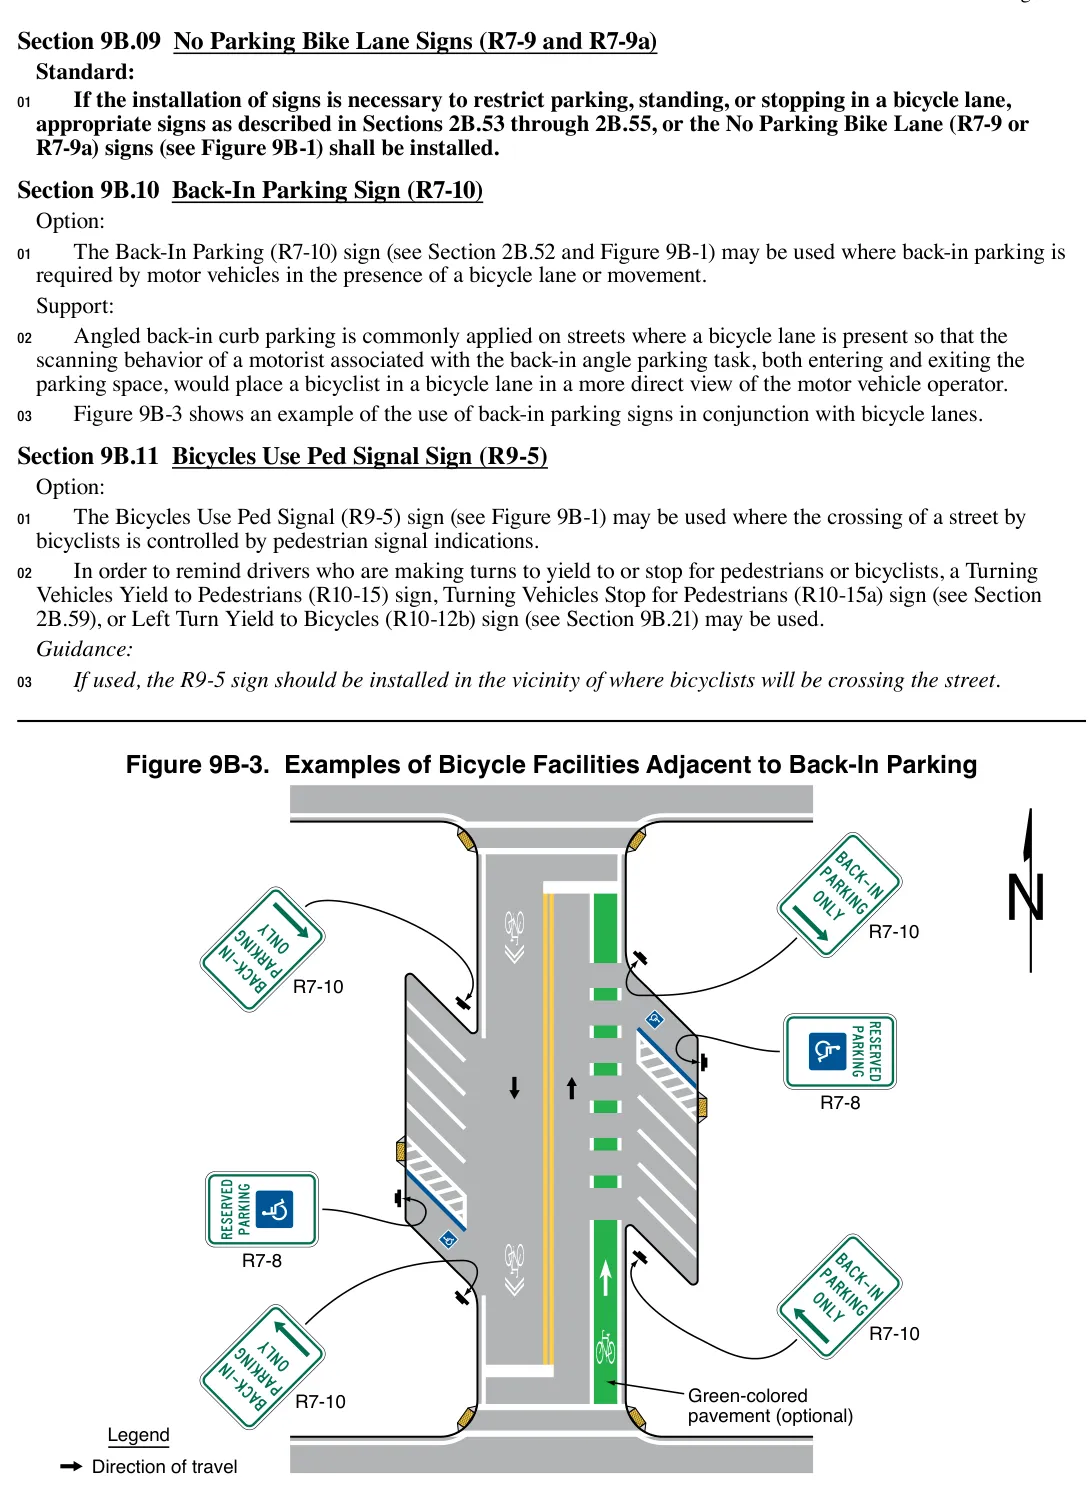 Section 9B.09 No Parking Bike Lane Signs (R7-9 and R7-9a)
Standard:
01 If the installation of signs is necessary to restrict parking, standing, or stopping in a bicycle lane,
appropriate signs as described in Sections 2B.53 through 2B.55, or the No Parking Bike Lane (R7-9 or
R7-9a) signs (see Figure 9B-1) shall be installed.
Section 9B.10 Back-In Parking Sign (R7-10)
Option:
01 The Back-In Parking (R7-10) sign (see Section 2B.52 and Figure 9B-1) may be used where back-in parking is
required by motor vehicles in the presence of a bicycle lane or movement.
Support:
02 Angled back-in curb parking is commonly applied on streets where a bicycle lane is present so that the
scanning behavior of a motorist associated with the back-in angle parking task, both entering and exiting the
parking space, would place a bicyclist in a bicycle lane in a more direct view of the motor vehicle operator.
03 Figure 9B-3 shows an example of the use of back-in parking signs in conjunction with bicycle lanes.
Section 9B.11 Bicycles Use Ped Signal Sign (R9-5)
Option:
01 The Bicycles Use Ped Signal (R9-5) sign (see Figure 9B-1) may be used where the crossing of a street by
bicyclists is controlled by pedestrian signal indications.
02 In order to remind drivers who are making turns to yield to or stop for pedestrians or bicyclists, a Turning
Vehicles Yield to Pedestrians (R10-15) sign, Turning Vehicles Stop for Pedestrians (R10-15a) sign (see Section
2B.59), or Left Turn Yield to Bicycles (R10-12b) sign (see Section 9B.21) may be used.
Guidance:
03 If used, the R9-5 sign should be installed in the vicinity of where bicyclists will be crossing the street.
Figure 9B-3. Examples of Bicycle Facilities Adjacent to Back-In Parking
BACK-IN
PARKING
ONLY
R7-10
N
BACK-IN
PARKING
ONLY
R7-10
RESERVED
PARKING
R7-8
RESERVED
PARKING
R7-8
BACK-IN
PARKING
ONLY
R7-10
BACK-IN
PARKING
ONLY
R7-10
Green-colored
pavement (optional)
Legend
Direction of travel